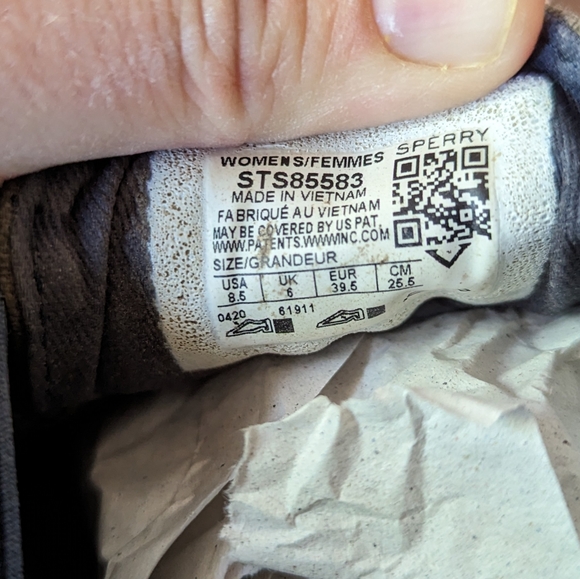 SPERRY
WOMENS/FEMMES
STS85583
MADE IN VIETNAM
FABRIQUÉ AU VIETNAM
MAY BE COVERED BY US PAT.
WWW.PATENTS.WWWINC.COM
SIZE/GRANDEUR
USA UK EUR CM
8.5 6 39.5 25.5
0420 61911